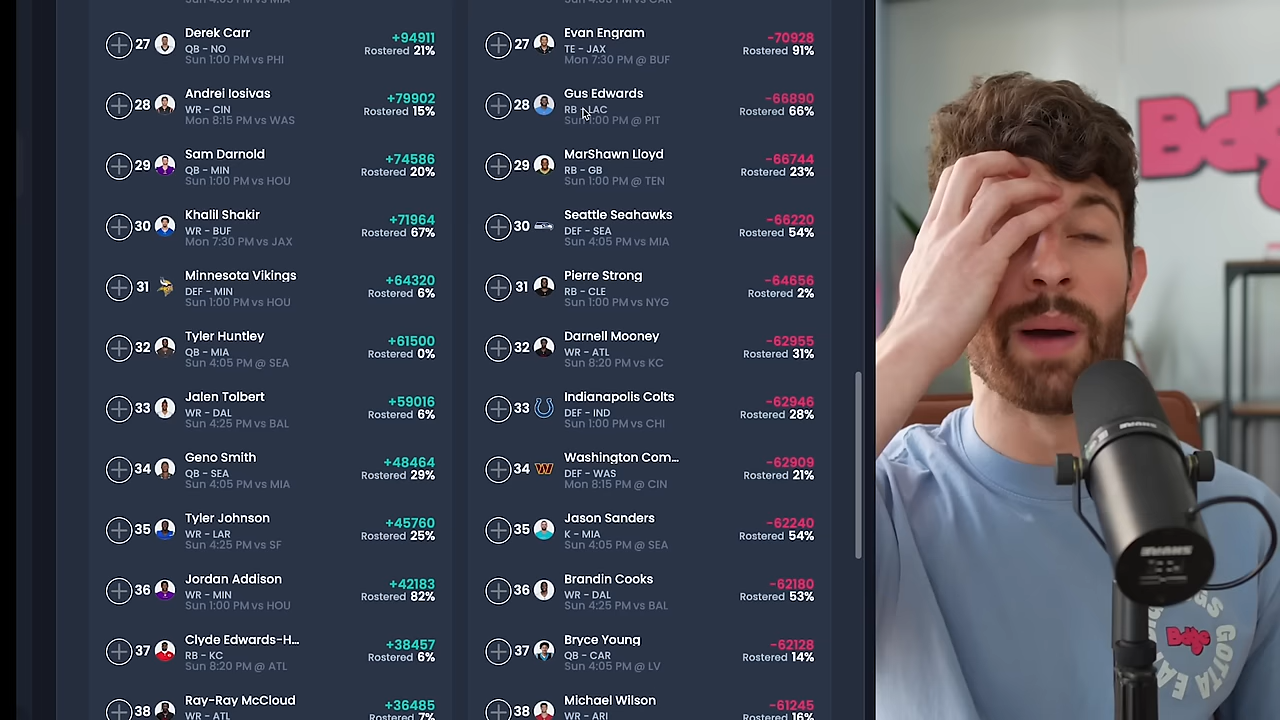 27 Derek Carr +94911
QB - NO Rostered 21%
Sun 1:00 PM vs PHI
28 Andrei Iosivas +79902
WR - CIN Rostered 15%
Mon 8:15 PM vs WAS
29 Sam Darnold +74586
QB - MIN Rostered 20%
Sun 1:00 PM vs HOU
30 Khalil Shakir +71964
WR - BUF Rostered 67%
Mon 7:30 PM vs JAX
31 Minnesota Vikings +64320
DEF - MIN Rostered 6%
Sun 1:00 PM vs HOU
32 Tyler Huntley +61500
QB - MIA Rostered 0%
Sun 4:05 PM @ SEA
33 Jalen Tolbert +59016
WR - DAL Rostered 6%
Sun 4:25 PM vs BAL
34 Geno Smith +48464
QB - SEA Rostered 29%
Sun 4:05 PM vs MIA
35 Tyler Johnson +45760
WR - LAR Rostered 25%
Sun 4:25 PM vs SF
36 Jordan Addison +42183
WR - MIN Rostered 82%
Sun 1:00 PM vs HOU
37 Clyde Edwards-H... +38457
RB - KC Rostered 6%
Sun 8:20 PM @ ATL
38 Ray-Ray McCloud +36485
WR - ATL Rostered 7%
27 Evan Engram -70928
TE - JAX Rostered 91%
Mon 7:30 PM @ BUF
28 Gus Edwards -66890
RB - LAC Rostered 66%
Sun 1:00 PM @ PIT
29 MarShawn Lloyd -66744
RB - GB Rostered 23%
Sun 1:00 PM @ TEN
30 Seattle Seahawks -66220
DEF - SEA Rostered 54%
Sun 4:05 PM vs MIA
31 Pierre Strong -64656
RB - CLE Rostered 2%
Sun 1:00 PM vs NYG
32 Darnell Mooney -62955
WR - ATL Rostered 31%
Sun 8:20 PM vs KC
33 Indianapolis Colts -62946
DEF - IND Rostered 28%
Sun 1:00 PM vs CHI
34 Washington Com... -62909
DEF - WAS Rostered 21%
Mon 8:15 PM @ CIN
35 Jason Sanders -62240
K - MIA Rostered 54%
Sun 4:05 PM @ SEA
36 Brandin Cooks -62180
WR - DAL Rostered 53%
Sun 4:25 PM vs BAL
37 Bryce Young -62128
QB - CAR Rostered 14%
Sun 4:05 PM @ LV
38 Michael Wilson -61245
WR - ARI Rostered 16%
Bdge
GOTTA EA